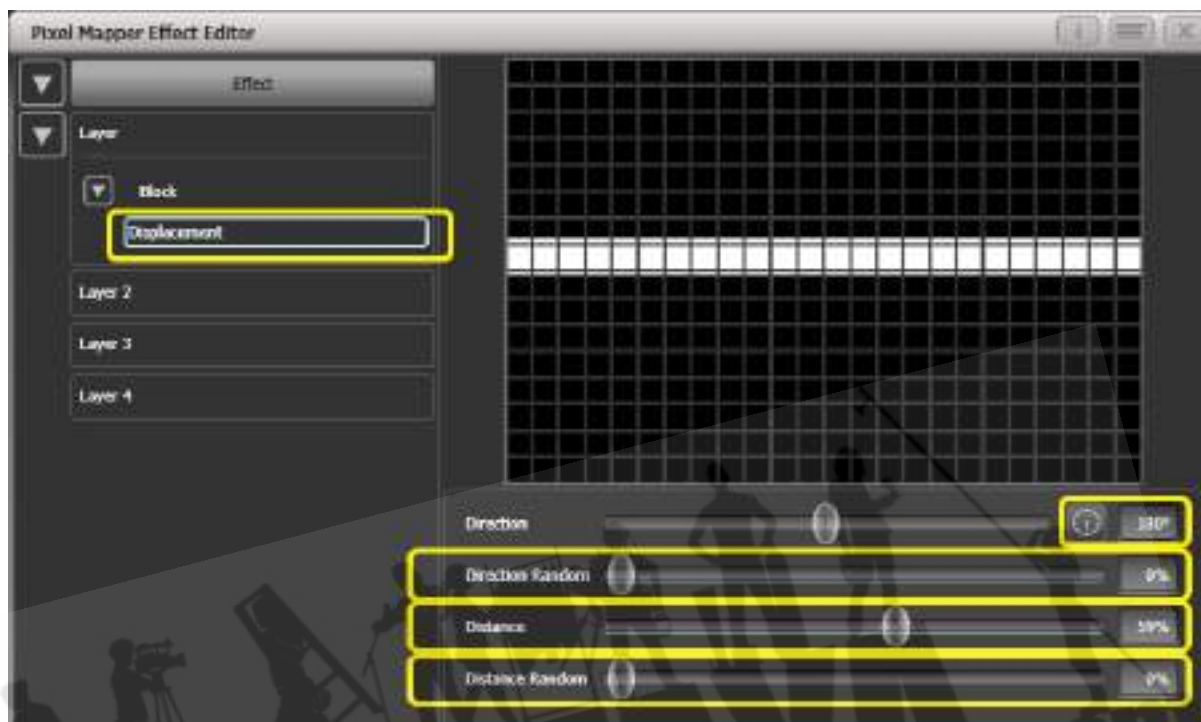 Pixel Mapper Effect Editor
Effect
Layer
Block
Displacement
Layer 2
Layer 3
Layer 4
Direction 180°
Direction Random 0%
Distance 59%
Distance Random 0%